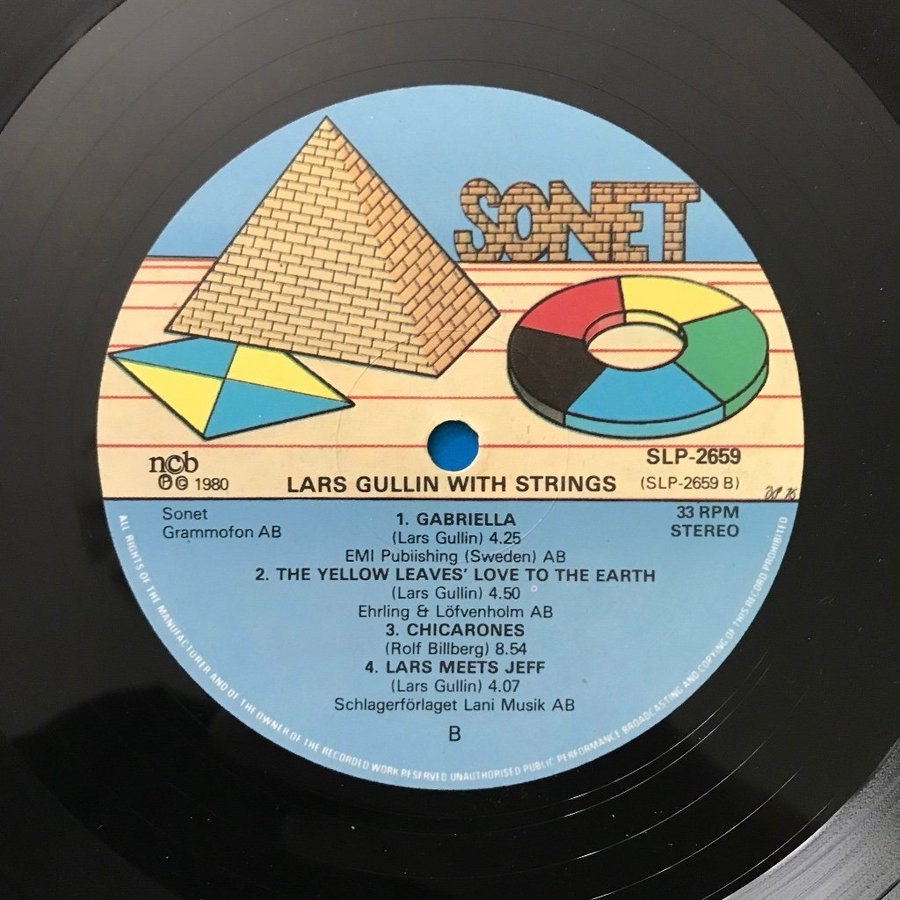 SONET
ncb
SLP-2659
℗ © 1980
LARS GULLIN WITH STRINGS
(SLP-2659 B)
Sonet
Grammofon AB
33 RPM
STEREO
1. GABRIELLA
(Lars Gullin) 4.25
EMI Pubiishing (Sweden) AB
2. THE YELLOW LEAVES' LOVE TO THE EARTH
(Lars Gullin) 4.50
Ehrling & Löfvenholm AB
3. CHICARONES
(Rolf Billberg) 8.54
4. LARS MEETS JEFF
(Lars Gullin) 4.07
Schlagerförlaget Lani Musik AB
B
ALL RIGHTS OF THE MANUFACTURER AND OF THE OWNER OF THE RECORDED WORK RESERVED UNAUTHORISED PUBLIC PERFORMANCE BROADCASTING AND COPYING OF THIS RECORD PROHIBITED